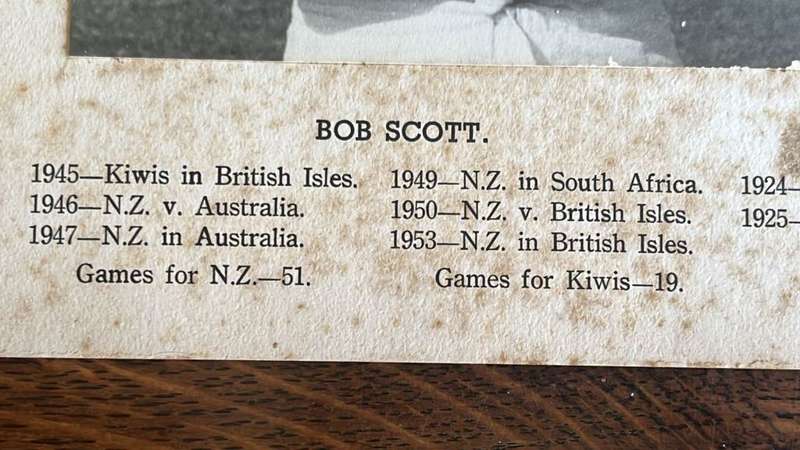 BOB SCOTT.
1945—Kiwis in British Isles.
1946—N.Z. v. Australia.
1947—N.Z. in Australia.
Games for N.Z.—51.
1949—N.Z. in South Africa.
1950—N.Z. v. British Isles.
1953—N.Z. in British Isles.
Games for Kiwis—19.
1924—
1925—